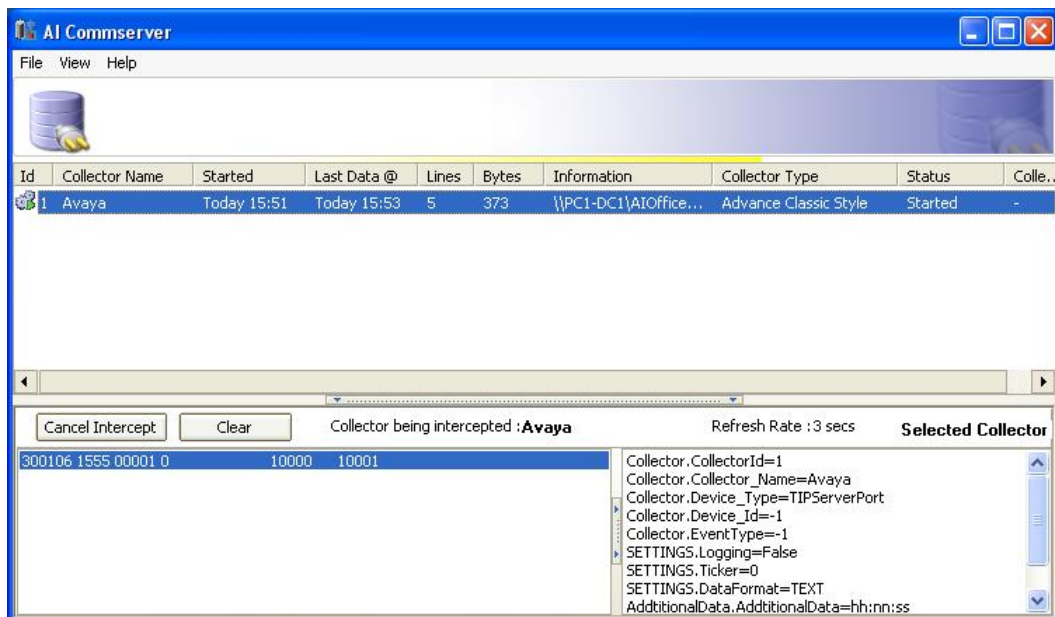 AI Commserver
File View Help
Id Collector Name Started Last Data @ Lines Bytes Information Collector Type Status Colle..
1 Avaya Today 15:51 Today 15:53 5 373 \\PC1-DC1\AIOffice... Advance Classic Style Started -
Cancel Intercept Clear Collector being intercepted :Avaya Refresh Rate :3 secs Selected Collector
300106 1555 00001 0 10000 10001
Collector.CollectorId=1
Collector.Collector_Name=Avaya
Collector.Device_Type=TIPServerPort
Collector.Device_Id=-1
Collector.EventType=-1
SETTINGS.Logging=False
SETTINGS.Ticker=0
SETTINGS.DataFormat=TEXT
AddtitionalData.AddtitionalData=hh:nn:ss